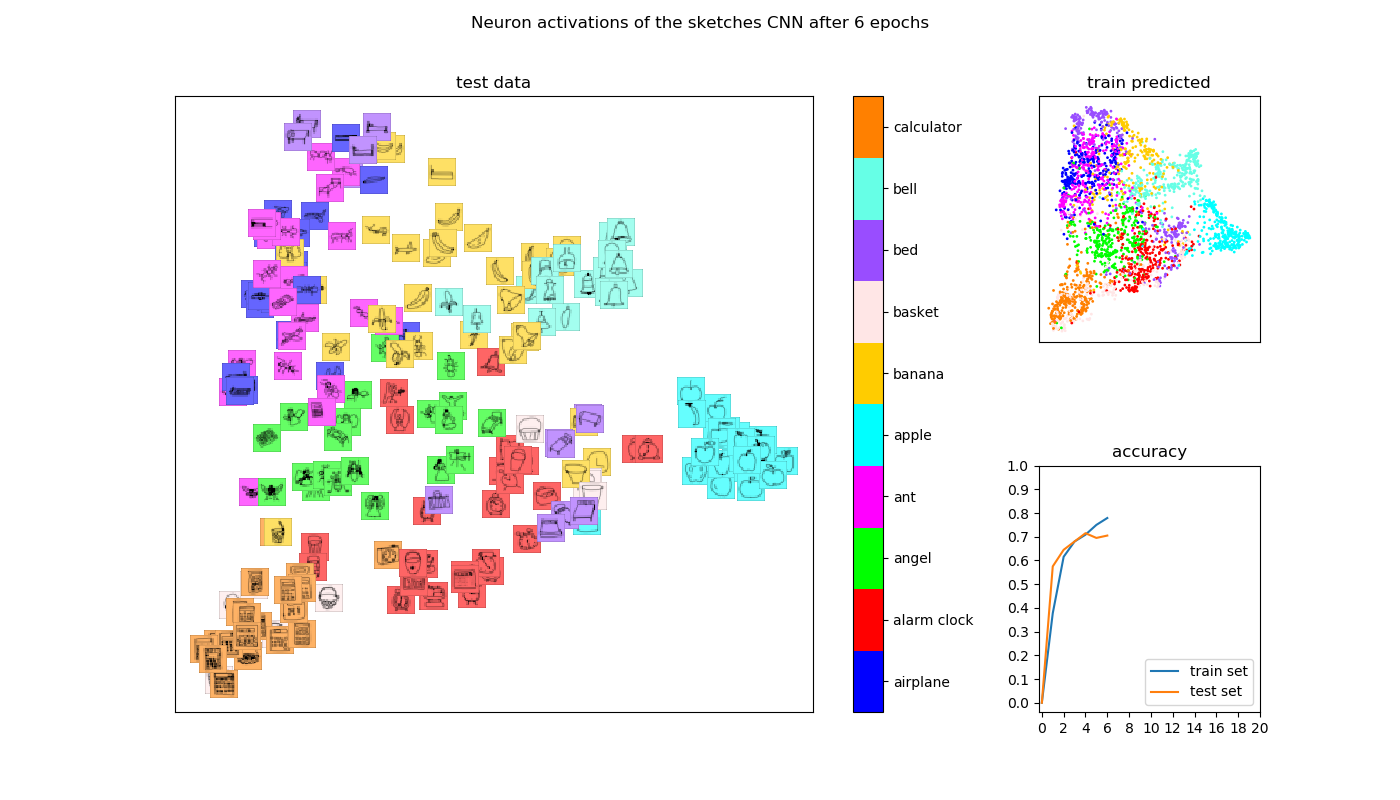 Neuron activations of the sketches CNN after 6 epochs
test data
calculator
bell
bed
basket
banana
apple
ant
angel
alarm clock
airplane
train predicted
accuracy
1.0
0.9
0.8
0.7
0.6
0.5
0.4
0.3
0.2
0.1
0.0
train set
test set
0 2 4 6 8 10 12 14 16 18 20